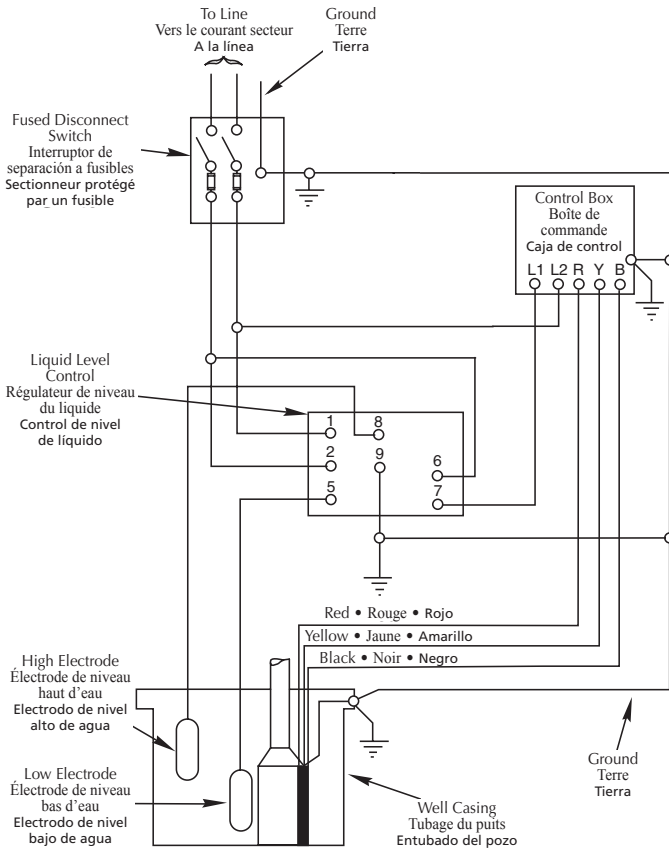 To Line
Vers le courant secteur
A la línea
Ground
Terre
Tierra
Fused Disconnect
Switch
Interruptor de
separación a fusibles
Sectionneur protégé
par un fusible
Control Box
Boîte de
commande
Caja de control
L1 L2 R Y B
Liquid Level
Control
Régulateur de niveau
du liquide
Control de nivel
de líquido
1
8
2
9
6
5
7
Red • Rouge • Rojo
Yellow • Jaune • Amarillo
Black • Noir • Negro
High Electrode
Électrode de niveau
haut d'eau
Electrodo de nivel
alto de agua
Low Electrode
Électrode de niveau
bas d'eau
Electrodo de nivel
bajo de agua
Well Casing
Tubage du puits
Entubado del pozo
Ground
Terre
Tierra